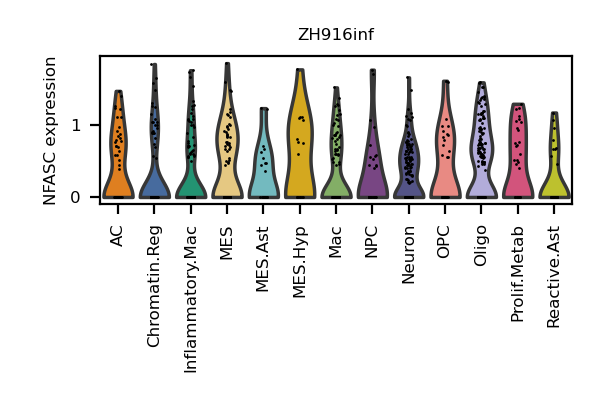 ZH916inf
NFASC expression
1
0
AC
Chromatin.Reg
Inflammatory.Mac
MES
MES.Ast
MES.Hyp
Mac
NPC
Neuron
OPC
Oligo
Prolif.Metab
Reactive.Ast